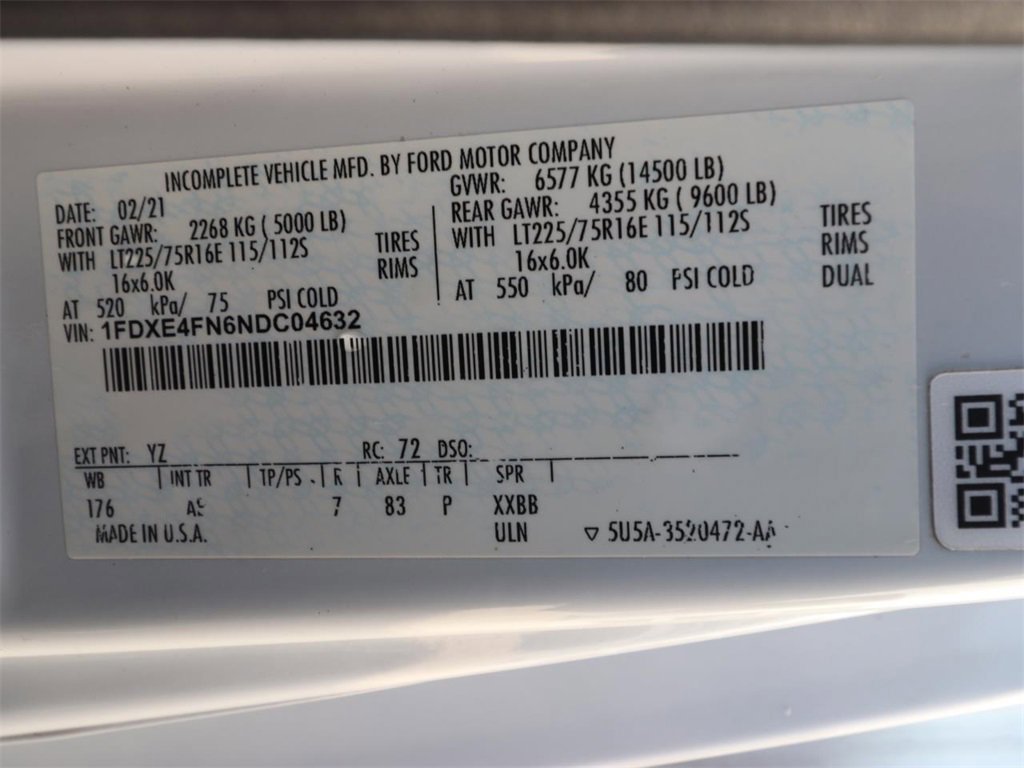 INCOMPLETE VEHICLE MFD. BY FORD MOTOR COMPANY
DATE: 02/21
FRONT GAWR: 2268 KG ( 5000 LB)
WITH LT225/75R16E 115/112S TIRES
16x6.0K RIMS
AT 520 kPa/ 75 PSI COLD
GVWR: 6577 KG (14500 LB)
REAR GAWR: 4355 KG ( 9600 LB)
WITH LT225/75R16E 115/112S TIRES
16x6.0K RIMS
AT 550 kPa/ 80 PSI COLD DUAL
VIN: 1FDXE4FN6NDC04632
EXT PNT: YZ RC: 72 DSO:
WB | INT TR | TP/PS | R | AXLE | TR | SPR |
176 AS 7 83 P XXBB
MADE IN U.S.A. ULN ▽ 5U5A-3520472-AA